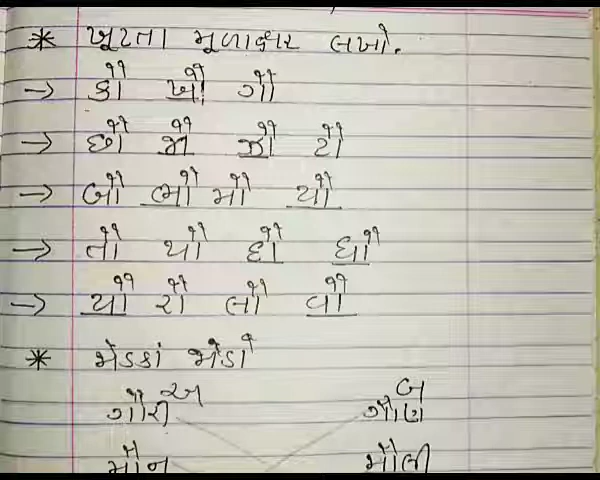 * ખૂટતા મૂળાક્ષર લખો.
→ કૌ ખૌ ગૌ
→ છૌ જૌ ઝૌ ટૌ
→ બૌ ભૌ મૌ યૌ
→ તૌ થૌ દૌ ધૌ
→ યૌ રૌ લૌ વૌ
* જોડકાં જોડો
અ બ
ગૌરી ગૌણ
મૌન મૌલી